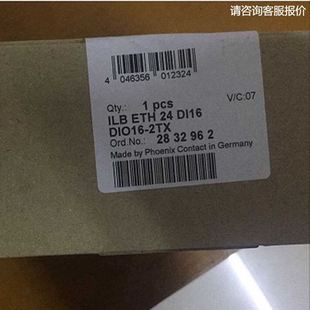 请咨询客服报价
4 046356 012324
Qty.: 1 pcs V/C:07
ILB ETH 24 DI16
DIO16-2TX
Ord.No.: 28 32 96 2
Made by Phoenix Contact in Germany